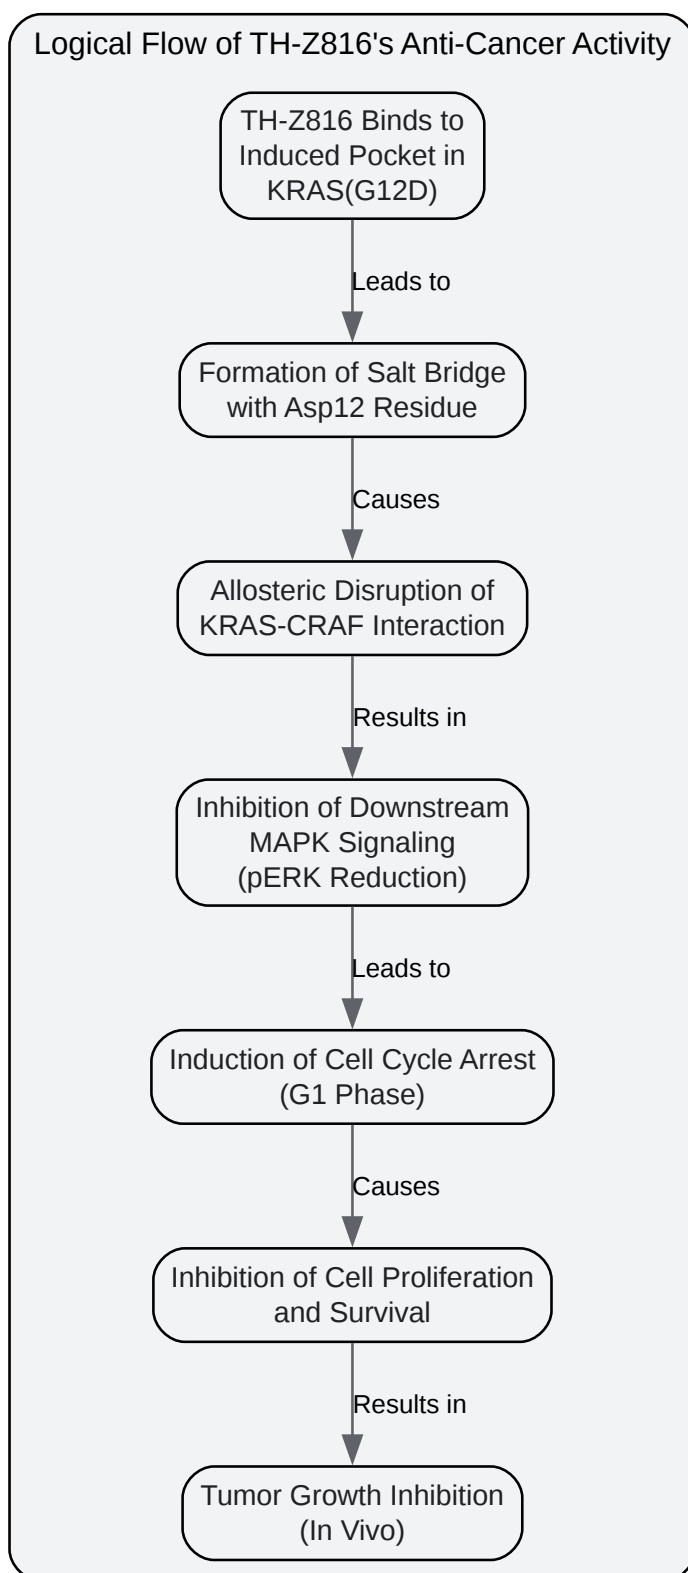 Logical Flow of TH-Z816's Anti-Cancer Activity
TH-Z816 Binds to
Induced Pocket in
KRAS(G12D)
Leads to
Formation of Salt Bridge
with Asp12 Residue
Causes
Allosteric Disruption of
KRAS-CRAF Interaction
Results in
Inhibition of Downstream
MAPK Signaling
(pERK Reduction)
Leads to
Induction of Cell Cycle Arrest
(G1 Phase)
Causes
Inhibition of Cell Proliferation
and Survival
Results in
Tumor Growth Inhibition
(In Vivo)